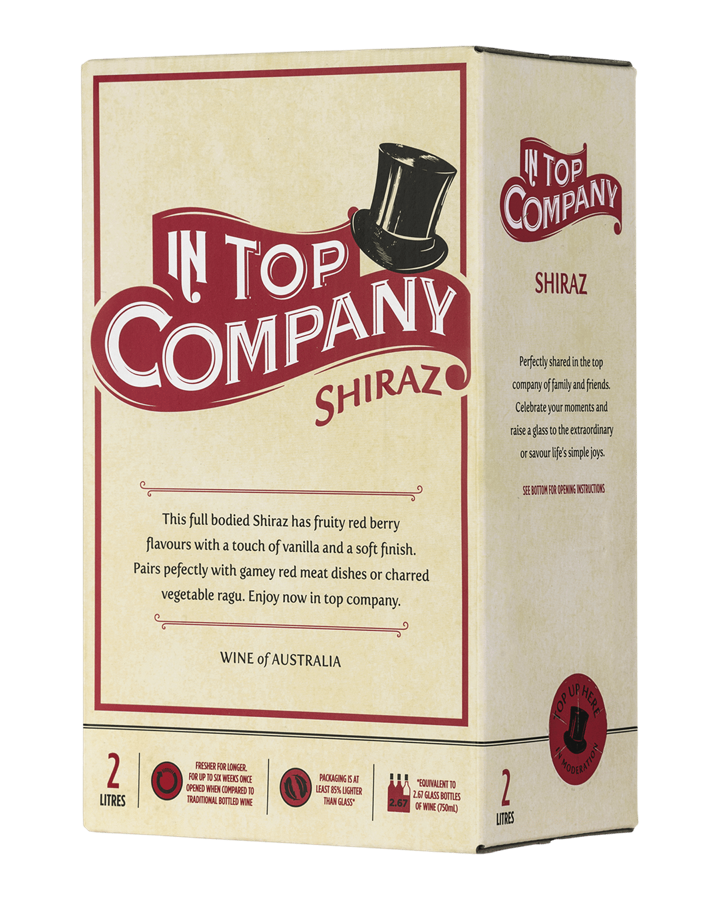 IN TOP
COMPANY
SHIRAZ
This full bodied Shiraz has fruity red berry
flavours with a touch of vanilla and a soft finish.
Pairs pefectly with gamey red meat dishes or charred
vegetable ragu. Enjoy now in top company.
WINE of AUSTRALIA
2
LITRES
FRESHER FOR LONGER.
FOR UP TO SIX WEEKS ONCE
OPENED WHEN COMPARED TO
TRADITIONAL BOTTLED WINE
PACKAGING IS AT
LEAST 85% LIGHTER
THAN GLASS*
2.67
*EQUIVALENT TO
2.67 GLASS BOTTLES
OF WINE (750mL)
IN TOP
COMPANY
SHIRAZ
Perfectly shared in the top
company of family and friends.
Celebrate your moments and
raise a glass to the extraordinary
or savour life's simple joys.
SEE BOTTOM FOR OPENING INSTRUCTIONS
TOP UP HERE
IN MODERATION
2
LITRES